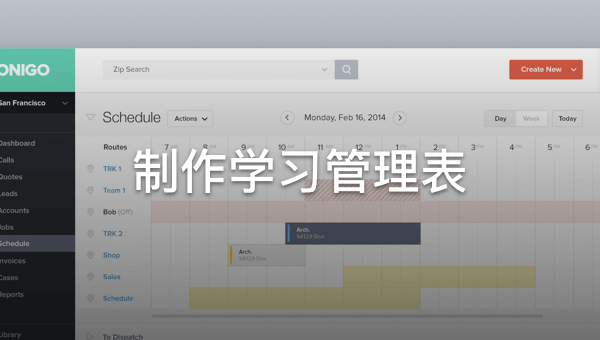 ONIGO
Zip Search
Create New
San Francisco
Schedule
Actions
Monday, Feb 16, 2014
Day
Week
Today
Dashboard
Calls
Quotes
Leads
Accounts
Jobs
Schedule
Invoices
Cases
Reports
Library
Routes
7 8 9 10 11 12 1 2 3 4 5 6
TRK 1
Team 1
Bob (Off)
TRK 2
Shop
Sales
Schedule
Arch.
94129 Divi
Arch.
94109 Divi
制作学习管理表
To Dispatch